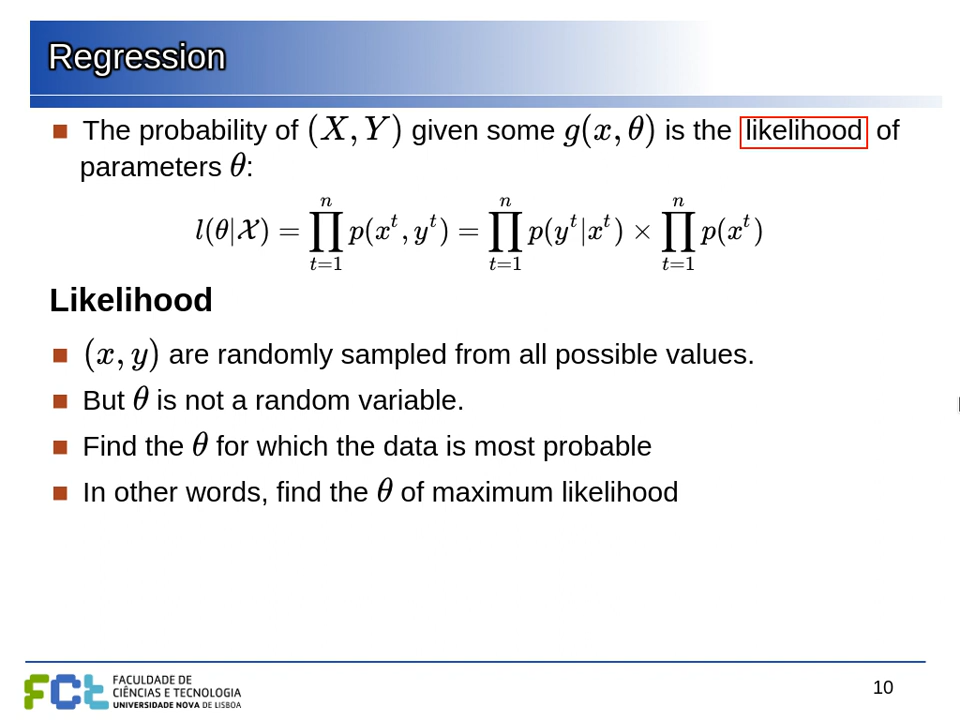 Regression
The probability of (X, Y) given some g(x, θ) is the likelihood of
parameters θ:
l(θ|𝒳) = ∏_{t=1}^{n} p(x^t, y^t) = ∏_{t=1}^{n} p(y^t|x^t) × ∏_{t=1}^{n} p(x^t)
Likelihood
(x, y) are randomly sampled from all possible values.
But θ is not a random variable.
Find the θ for which the data is most probable
In other words, find the θ of maximum likelihood
FCt
FACULDADE DE
CIÊNCIAS E TECNOLOGIA
UNIVERSIDADE NOVA DE LISBOA
10